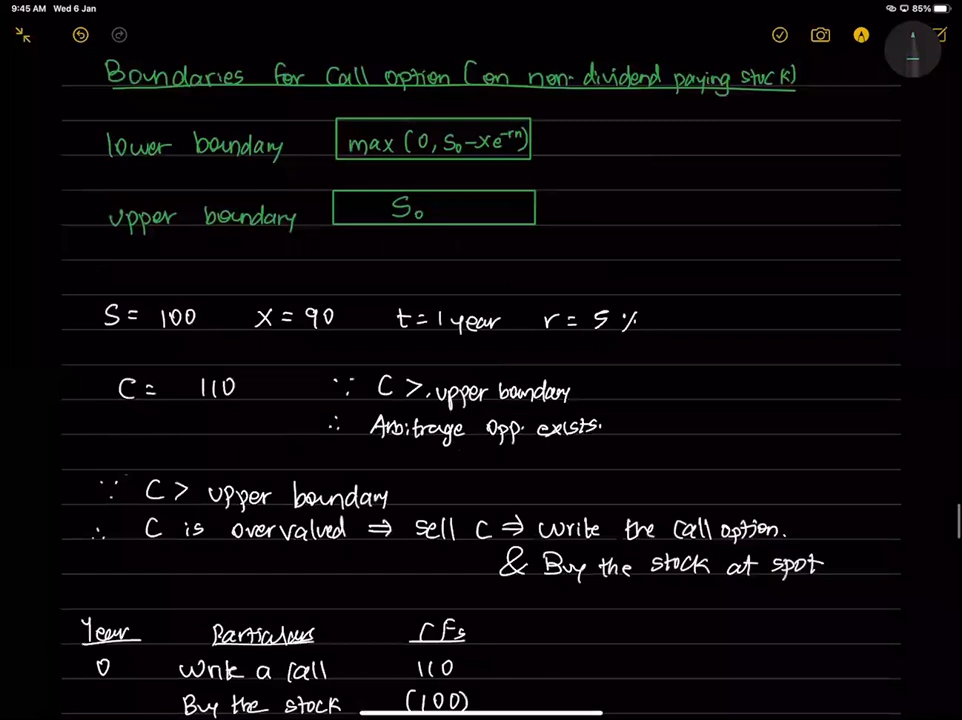 9:45 AM Wed 6 Jan 85%
Boundaries for Call option (on non-dividend paying stock)
lower boundary max (0, S₀-xe⁻ʳⁿ)
upper boundary S₀
S = 100 X = 90 t = 1 year r = 5 %
C = 110 ∵ C > upper boundary
∴ Arbitrage opp. exists.
∵ C > upper boundary
∴ C is overvalued ⇒ sell C ⇒ Write the Call option.
& Buy the stock at spot
Year Particulars CFs
0 Write a Call 110
Buy the stock (100)